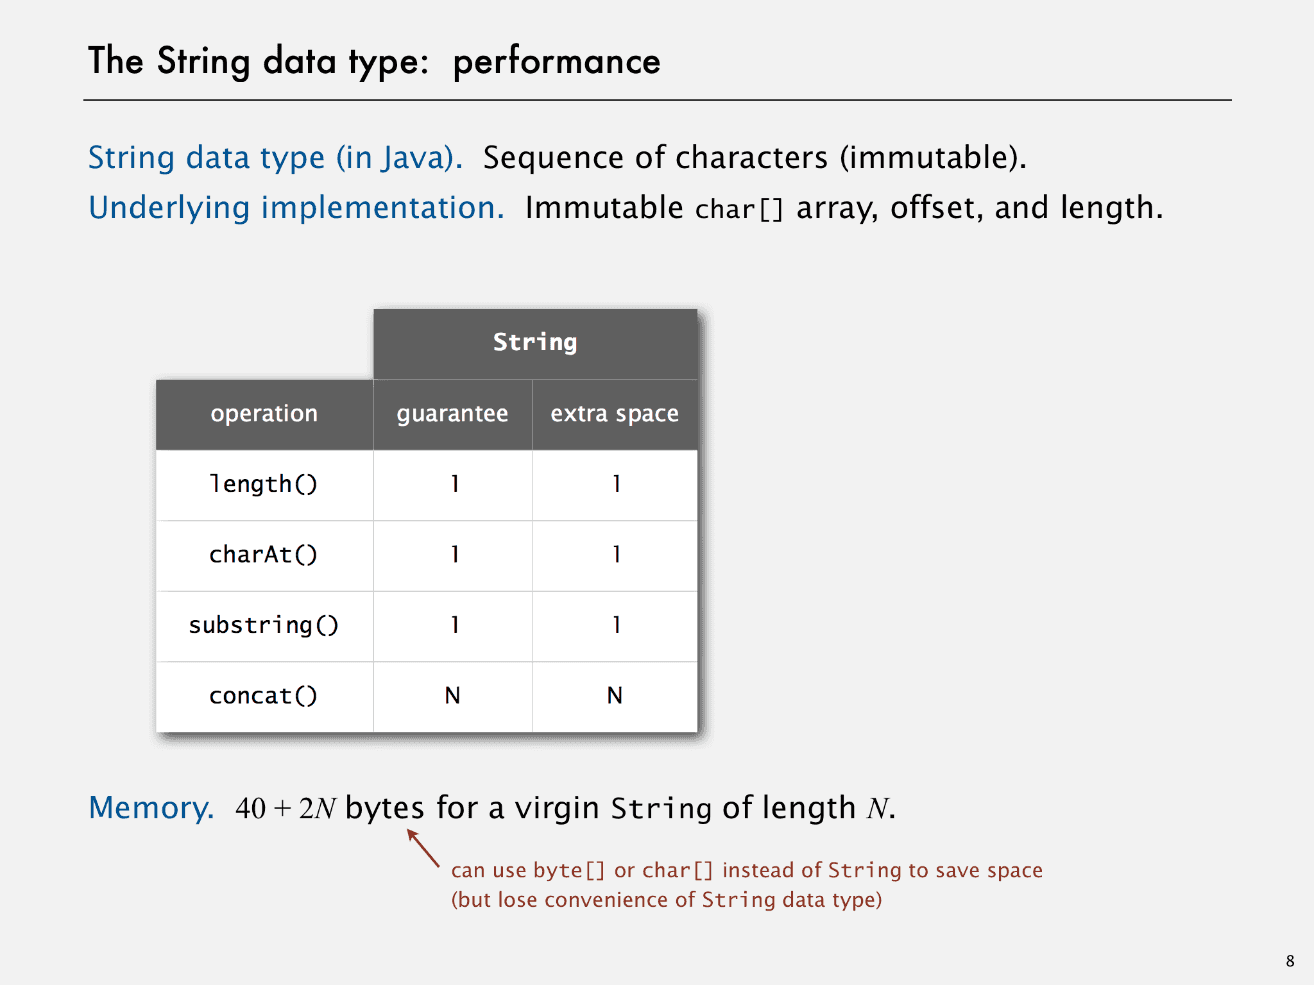 The String data type: performance
String data type (in Java). Sequence of characters (immutable).
Underlying implementation. Immutable char[] array, offset, and length.
String
operation guarantee extra space
length() 1 1
charAt() 1 1
substring() 1 1
concat() N N
Memory. 40 + 2N bytes for a virgin String of length N.
can use byte[] or char[] instead of String to save space
(but lose convenience of String data type)
8